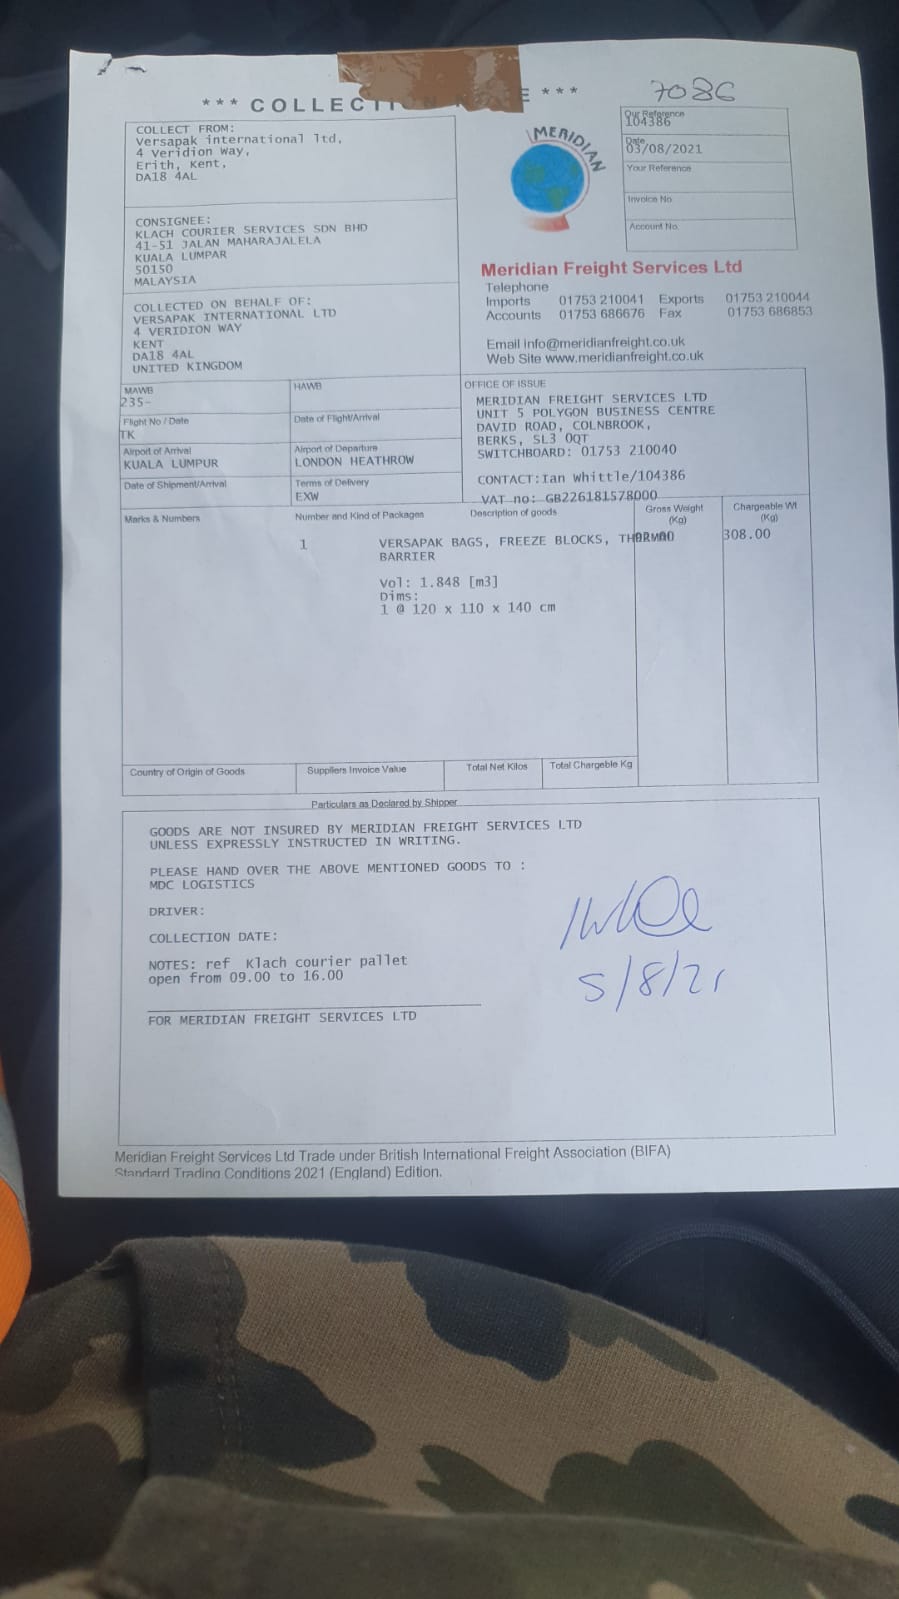 *** COLLECTION E ***
7086
COLLECT FROM:
Versapak international ltd,
4 Veridion Way,
Erith, Kent,
DA18 4AL
MERIDIAN
Our Reference
104386
Date
03/08/2021
Your Reference
Invoice No
Account No.
CONSIGNEE:
KLACH COURIER SERVICES SDN BHD
41-51 JALAN MAHARAJALELA
KUALA LUMPAR
50150
MALAYSIA
Meridian Freight Services Ltd
Telephone
Imports 01753 210041 Exports 01753 210044
Accounts 01753 686676 Fax 01753 686853
Email info@meridianfreight.co.uk
Web Site www.meridianfreight.co.uk
COLLECTED ON BEHALF OF:
VERSAPAK INTERNATIONAL LTD
4 VERIDION WAY
KENT
DA18 4AL
UNITED KINGDOM
MAWB
235-
HAWB
Flight No / Date
TK
Date of Flight/Arrival
Airport of Arrival
KUALA LUMPUR
Airport of Departure
LONDON HEATHROW
Date of Shipment/Arrival
Terms of Delivery
EXW
OFFICE OF ISSUE
MERIDIAN FREIGHT SERVICES LTD
UNIT 5 POLYGON BUSINESS CENTRE
DAVID ROAD, COLNBROOK,
BERKS, SL3 0QT
SWITCHBOARD: 01753 210040
CONTACT:Ian Whittle/104386
VAT no: GB226181578000
Marks & Numbers
Number and Kind of Packages
Description of goods
Gross Weight
(Kg)
Chargeable Wt
(Kg)
1 VERSAPAK BAGS, FREEZE BLOCKS, 308.00
BARRIER
Vol: 1.848 [m3]
Dims:
1 @ 120 x 110 x 140 cm
Country of Origin of Goods
Suppliers Invoice Value
Total Net Kilos
Total Chargeable Kg
Particulars as Declared by Shipper
GOODS ARE NOT INSURED BY MERIDIAN FREIGHT SERVICES LTD
UNLESS EXPRESSLY INSTRUCTED IN WRITING.
PLEASE HAND OVER THE ABOVE MENTIONED GOODS TO :
MDC LOGISTICS
DRIVER:
COLLECTION DATE:
NOTES: ref Klach courier pallet
open from 09.00 to 16.00
5/8/21
FOR MERIDIAN FREIGHT SERVICES LTD
Meridian Freight Services Ltd Trade under British International Freight Association (BIFA)
Standard Trading Conditions 2021 (England) Edition.